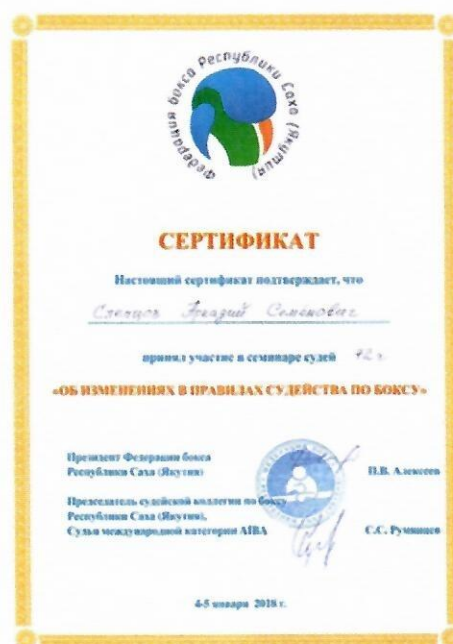 Федерация бокса Республики Саха (Якутия)
СЕРТИФИКАТ
Настоящий сертификат подтверждает, что
Слепцов Аркадий Семенович
принял участие в семинаре судей
«ОБ ИЗМЕНЕНИЯХ В ПРАВИЛАХ СУДЕЙСТВА ПО БОКСУ»
Президент Федерации бокса
Республики Саха (Якутия) П.В. Алексеев
Председатель судейской коллегии по боксу
Республики Саха (Якутия),
Судья международной категории AIBA С.С. Румянцев
4-5 января 2018 г.